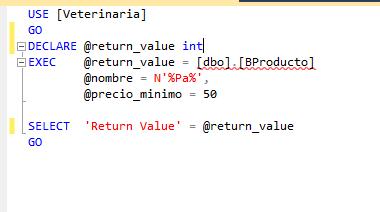 USE [Veterinaria]
GO
DECLARE @return_value int
EXEC @return_value = [dbo].[BProducto]
@nombre = N'%Pa%',
@precio_minimo = 50
SELECT 'Return Value' = @return_value
GO